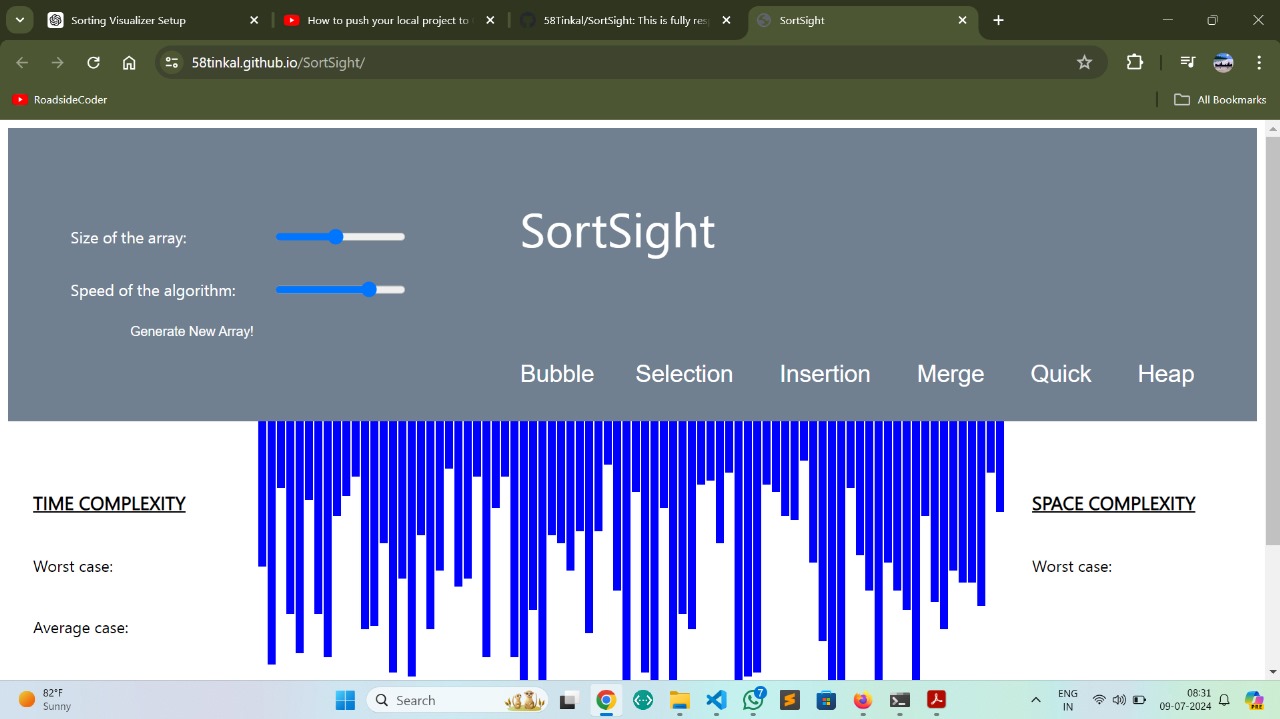 Sorting Visualizer Setup
How to push your local project to
58Tinkal/SortSight: This is fully res
SortSight
58tinkal.github.io/SortSight/
RoadsideCoder
All Bookmarks
Size of the array:
Speed of the algorithm:
Generate New Array!
SortSight
Bubble Selection Insertion Merge Quick Heap
TIME COMPLEXITY
Worst case:
Average case:
SPACE COMPLEXITY
Worst case:
82°F
Sunny
Search
7
PRE
ENG
IN
08:31
09-07-2024